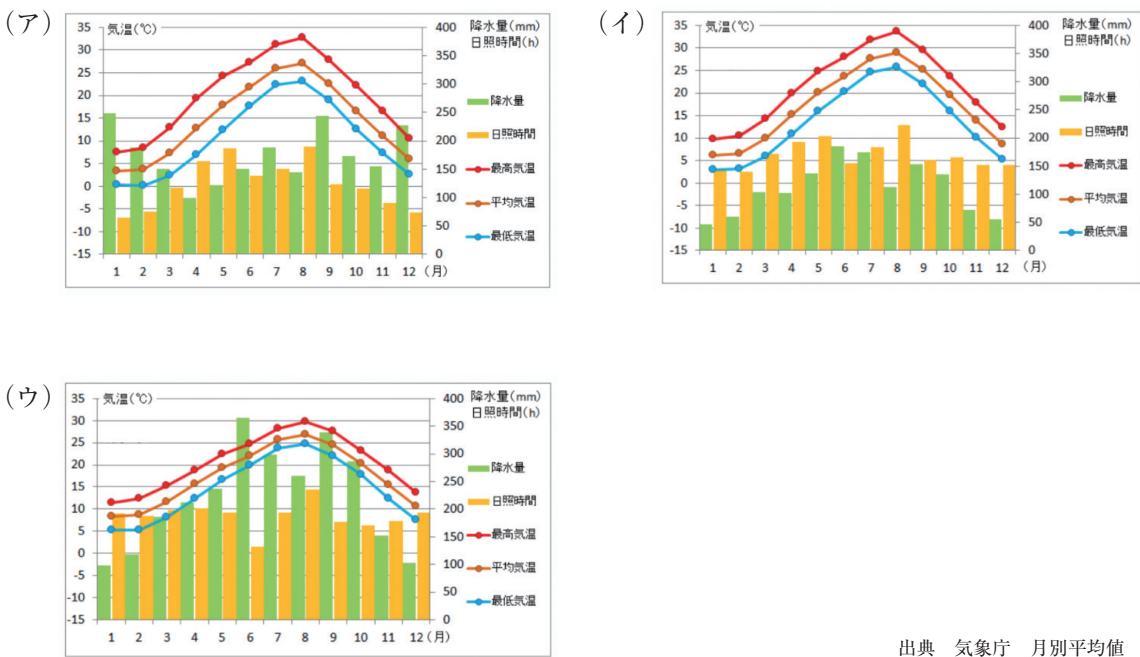 (ア)
気温(℃)
降水量(mm)
日照時間(h)
35
30
25
20
15
10
5
0
-5
-10
-15
400
350
300
250
200
150
100
50
0
降水量
日照時間
最高気温
平均気温
最低気温
1 2 3 4 5 6 7 8 9 10 11 12 (月)
(イ)
気温(℃)
降水量(mm)
日照時間(h)
35
30
25
20
15
10
5
0
-5
-10
-15
400
350
300
250
200
150
100
50
0
降水量
日照時間
最高気温
平均気温
最低気温
1 2 3 4 5 6 7 8 9 10 11 12 (月)
(ウ)
気温(℃)
降水量(mm)
日照時間(h)
35
30
25
20
15
10
5
0
-5
-10
-15
400
350
300
250
200
150
100
50
0
降水量
日照時間
最高気温
平均気温
最低気温
1 2 3 4 5 6 7 8 9 10 11 12 (月)
出典 気象庁 月別平均値